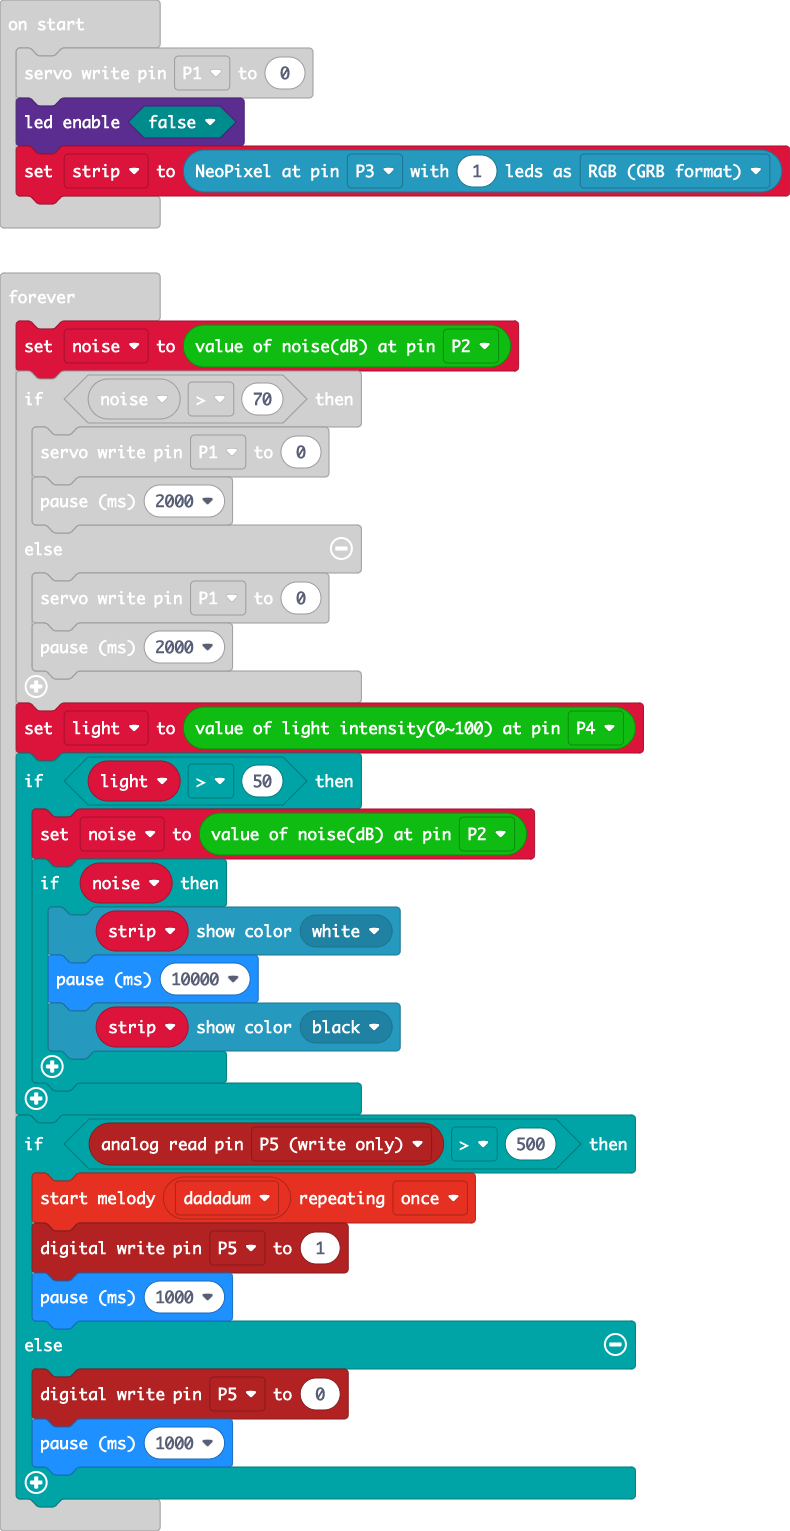 on start
servo write pin P1 to 0
led enable false
set strip to NeoPixel at pin P3 with 1 leds as RGB (GRB format)
forever
set noise to value of noise(dB) at pin P2
if noise > 70 then
servo write pin P1 to 0
pause (ms) 2000
else
servo write pin P1 to 0
pause (ms) 2000
set light to value of light intensity(0~100) at pin P4
if light > 50 then
set noise to value of noise(dB) at pin P2
if noise then
strip show color white
pause (ms) 10000
strip show color black
if analog read pin P5 (write only) > 500 then
start melody dadadum repeating once
digital write pin P5 to 1
pause (ms) 1000
else
digital write pin P5 to 0
pause (ms) 1000